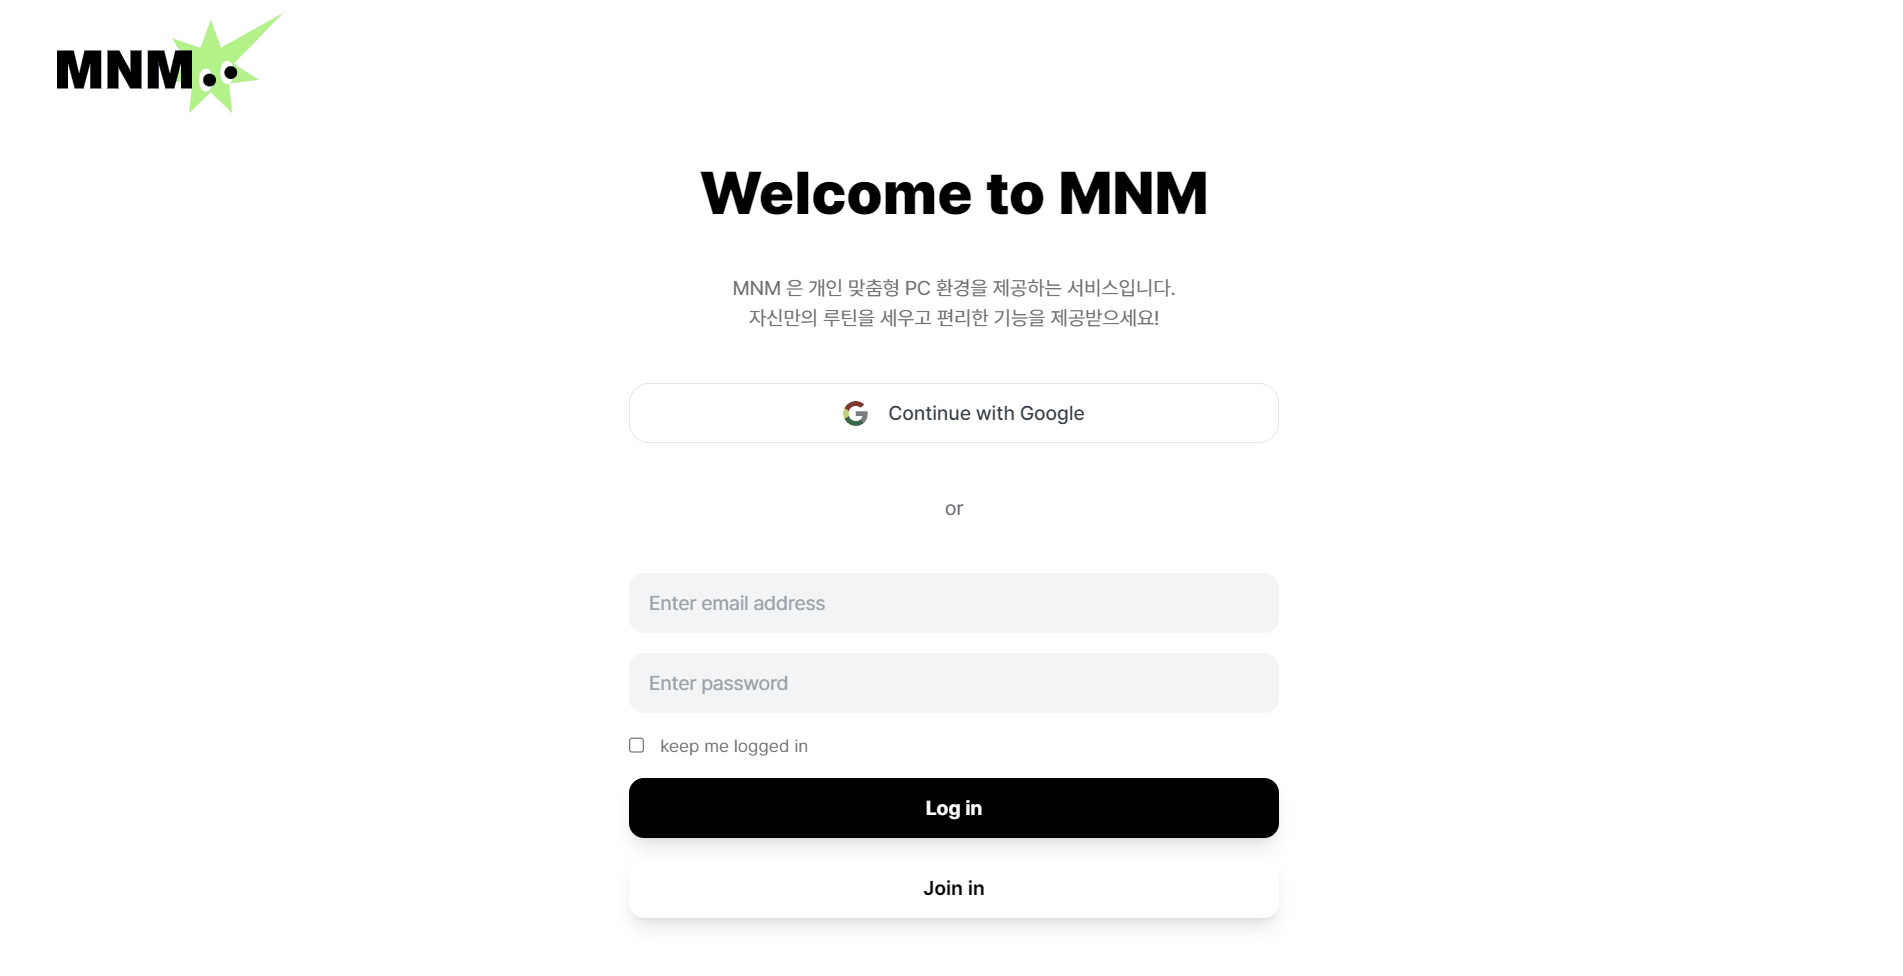 MNM
Welcome to MNM
MNM 은 개인 맞춤형 PC 환경을 제공하는 서비스입니다.
자신만의 루틴을 세우고 편리한 기능을 제공받으세요!
Continue with Google
or
Enter email address
Enter password
keep me logged in
Log in
Join in